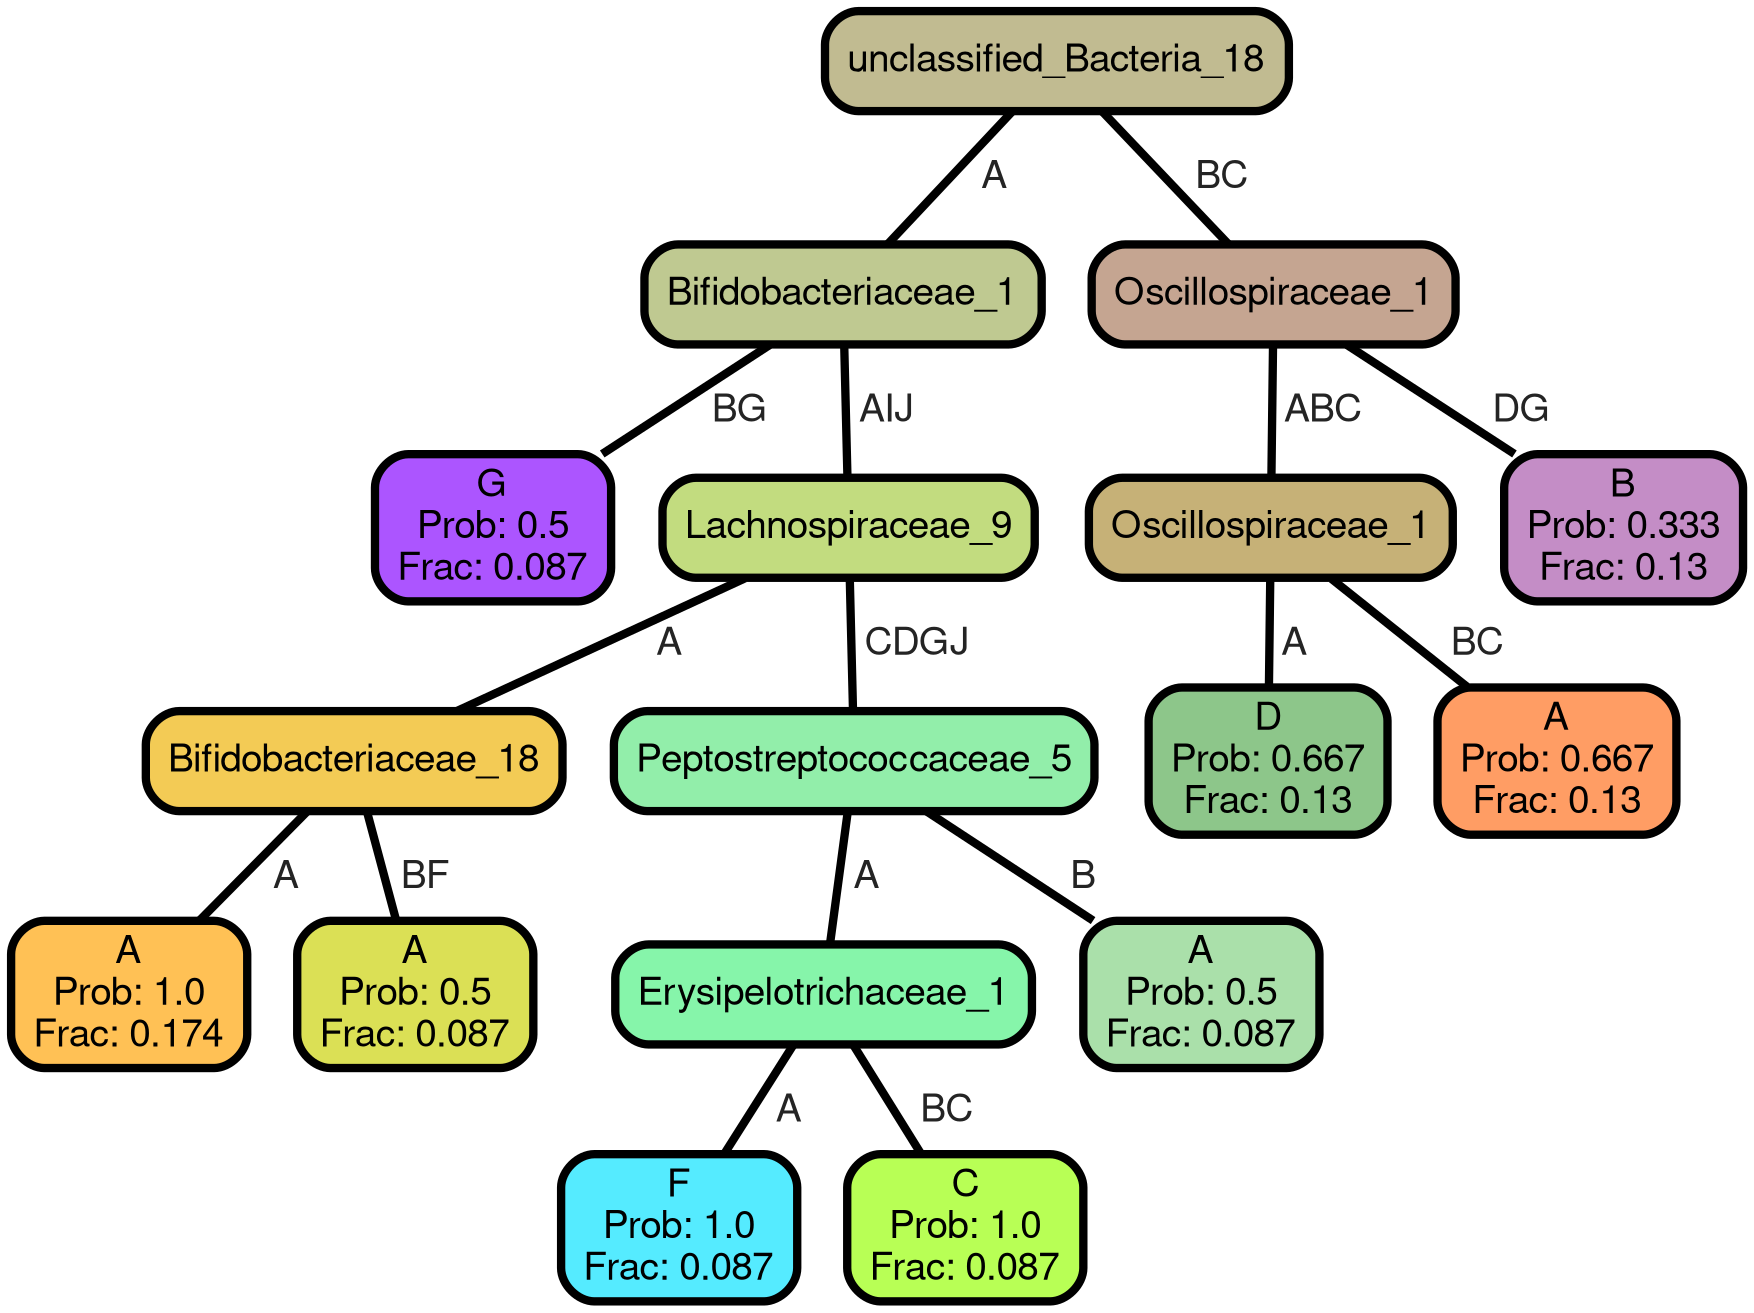 unclassified_Bacteria_18
A
BC
Bifidobacteriaceae_1
Oscillospiraceae_1
BG
AIJ
ABC
DG
G
Prob: 0.5
Frac: 0.087
Lachnospiraceae_9
Oscillospiraceae_1
B
Prob: 0.333
Frac: 0.13
A
CDGJ
A
BC
Bifidobacteriaceae_18
Peptostreptococcaceae_5
D
Prob: 0.667
Frac: 0.13
A
Prob: 0.667
Frac: 0.13
A
BF
A
B
A
Prob: 1.0
Frac: 0.174
A
Prob: 0.5
Frac: 0.087
Erysipelotrichaceae_1
A
Prob: 0.5
Frac: 0.087
A
BC
F
Prob: 1.0
Frac: 0.087
C
Prob: 1.0
Frac: 0.087